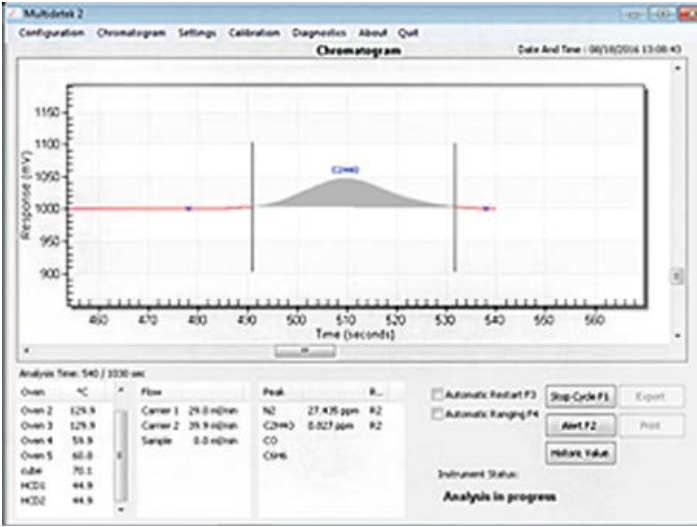 Multidetek 2
Configuration Chromatogram Settings Calibration Diagnostics About Quit
Chromatogram Date And Time : 08/18/2016 13:08:43
Response (mV)
1150
1100
1050
1000
950
900
C2H4O
460 470 480 490 500 510 520 530 540 550 560
Time (seconds)
Analysis Time: 540 / 1030 sec
Oven °C Flow Peak R...
Oven 2 129.9 Carrier 1 29.0 ml/min N2 27.435 ppm R2
Oven 3 129.9 Carrier 2 39.9 ml/min C2H4O 0.827 ppm R2
Oven 4 59.9 Sample 0.0 ml/min CO
Oven 5 60.0 C6H6
cube 70.1
HCD1 44.9
HCD2 44.9
Automatic Restart F3 Stop Cycle F1 Export
Automatic Ranging F4 Alert F2 Print
Historic Value
Instrument Status:
Analysis in progress